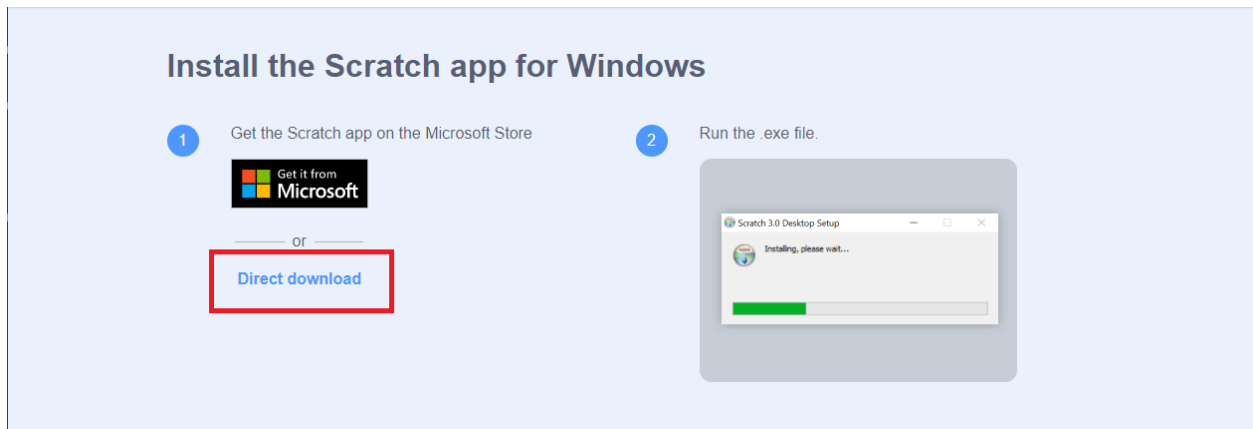 Install the Scratch app for Windows
1
Get the Scratch app on the Microsoft Store
Get it from
Microsoft
or
Direct download
2
Run the .exe file.
Scratch 3.0 Desktop Setup
Installing, please wait...